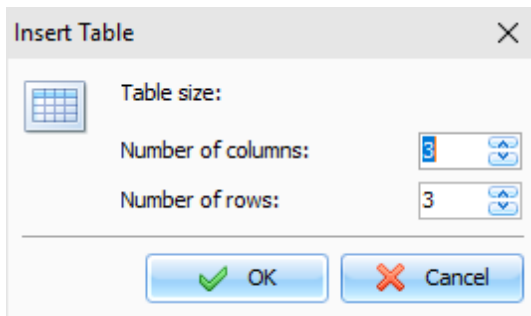 Insert Table
Table size:
Number of columns: 3
Number of rows: 3
OK Cancel